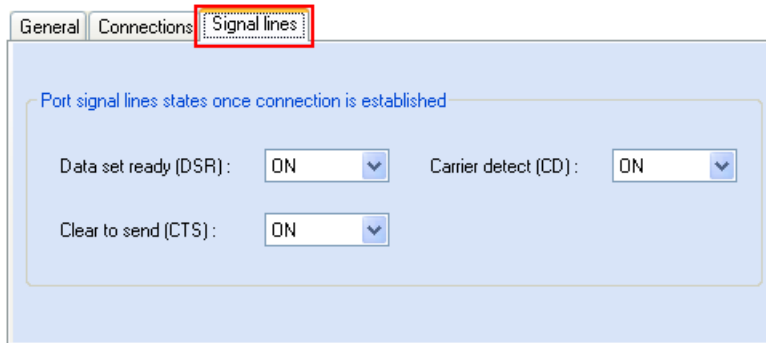 General Connections Signal lines
Port signal lines states once connection is established
Data set ready (DSR) : ON Carrier detect (CD) : ON
Clear to send (CTS) : ON